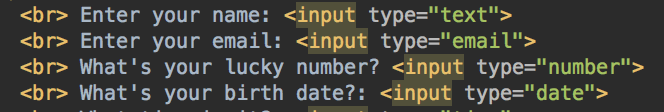 <br> Enter your name: <input type="text">
<br> Enter your email: <input type="email">
<br> What's your lucky number? <input type="number">
<br> What's your birth date?: <input type="date">